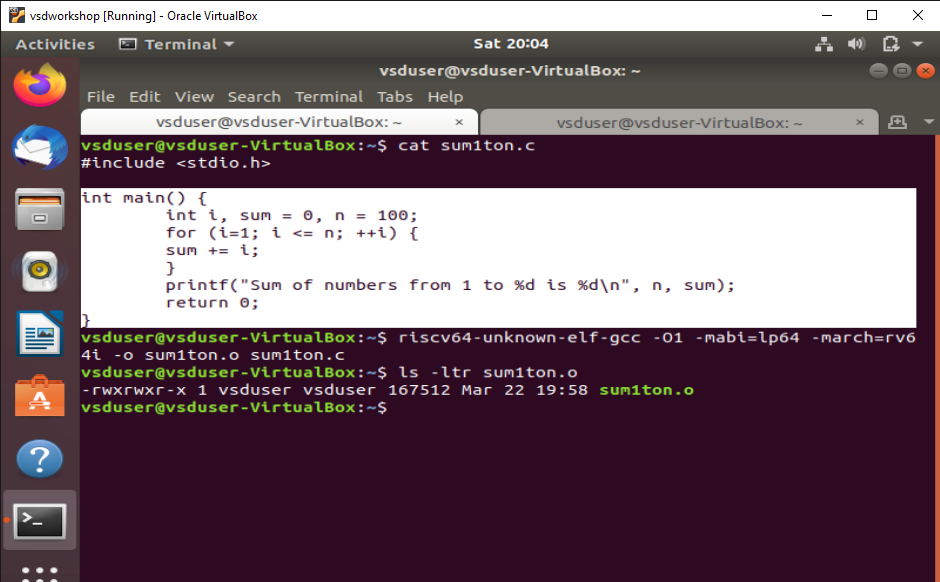 vsdworkshop [Running] - Oracle VirtualBox
Activities Terminal Sat 20:04
vsduser@vsduser-VirtualBox: ~
File Edit View Search Terminal Tabs Help
vsduser@vsduser-VirtualBox: ~ × vsduser@vsduser-VirtualBox: ~ ×
vsduser@vsduser-VirtualBox:~$ cat sum1ton.c
#include <stdio.h>
int main() {
int i, sum = 0, n = 100;
for (i=1; i <= n; ++i) {
sum += i;
}
printf("Sum of numbers from 1 to %d is %d\n", n, sum);
return 0;
}
vsduser@vsduser-VirtualBox:~$ riscv64-unknown-elf-gcc -O1 -mabi=lp64 -march=rv6
4i -o sum1ton.o sum1ton.c
vsduser@vsduser-VirtualBox:~$ ls -ltr sum1ton.o
-rwxrwxr-x 1 vsduser vsduser 167512 Mar 22 19:58 sum1ton.o
vsduser@vsduser-VirtualBox:~$